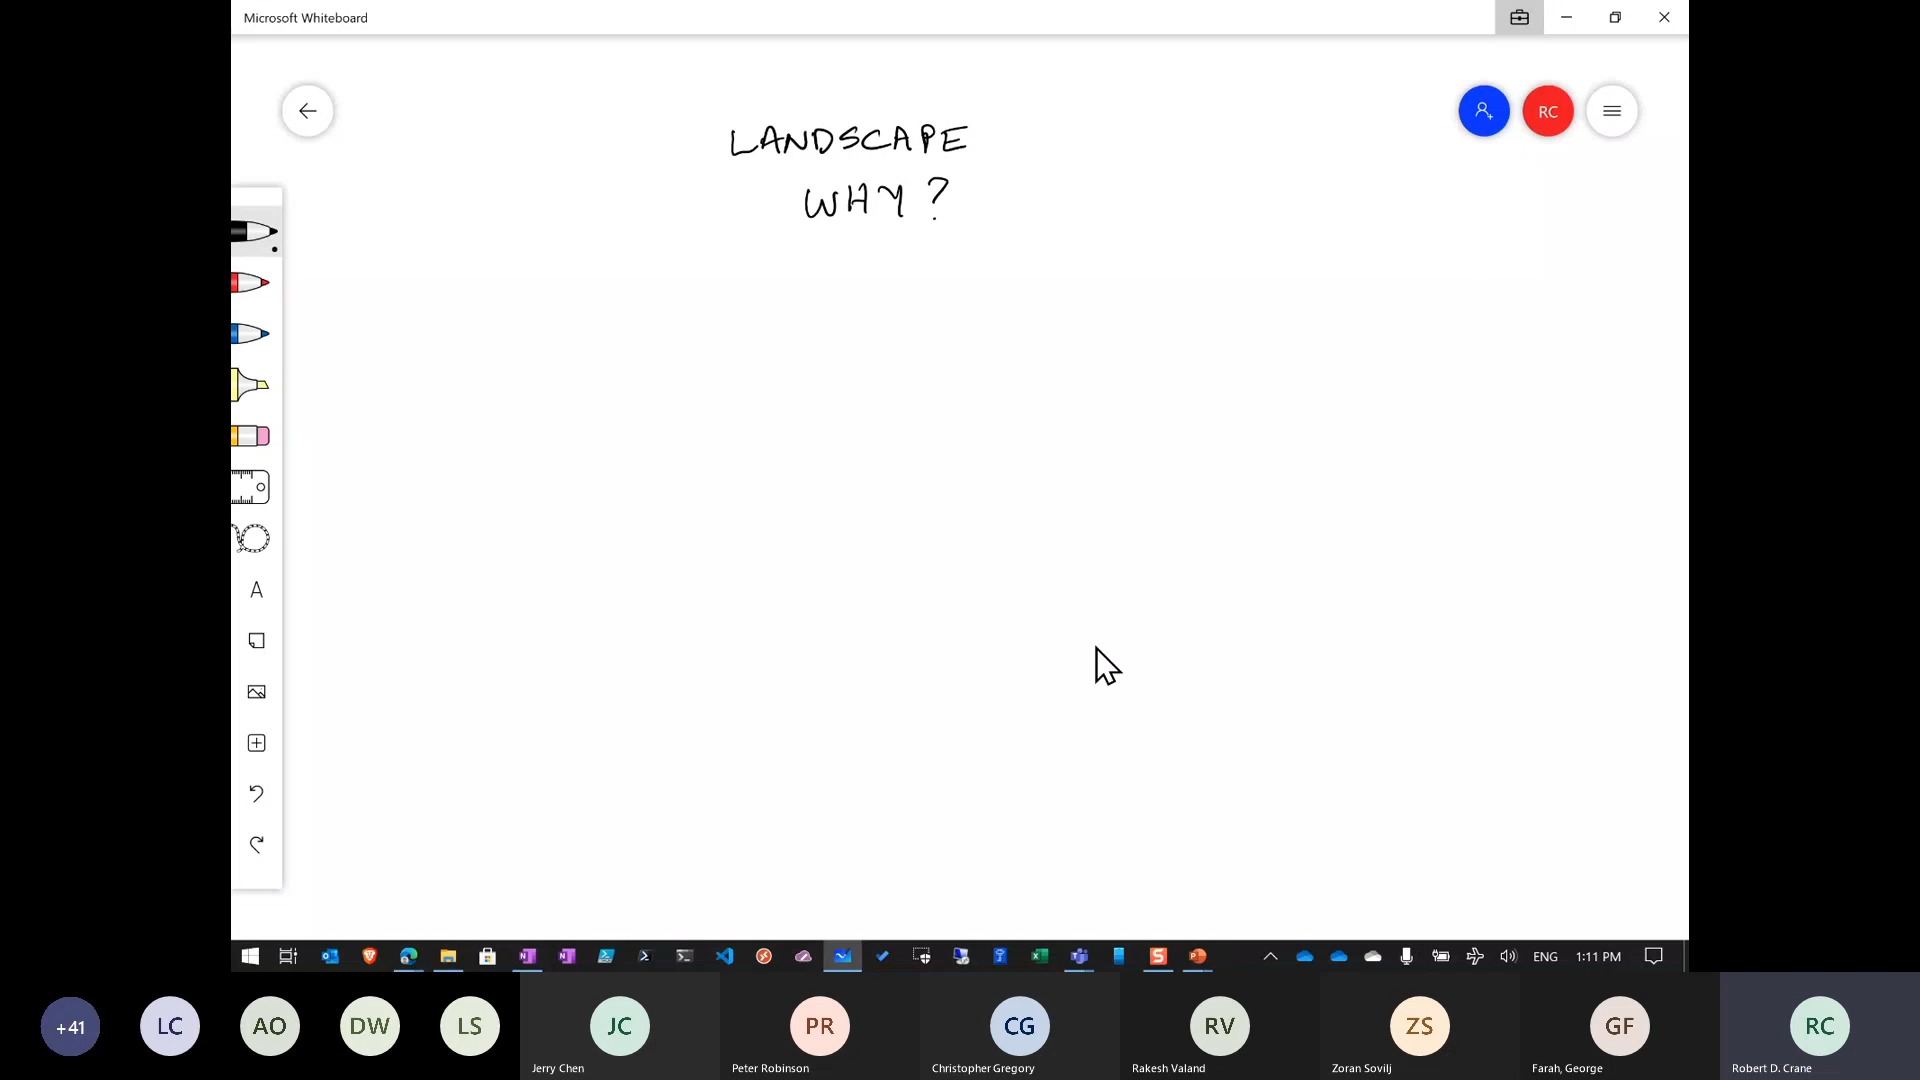 Microsoft Whiteboard
RC
LANDSCAPE
WHY?
A
ENG 1:11 PM
+41 LC AO DW LS JC PR CG RV ZS GF RC
Jerry Chen Peter Robinson Christopher Gregory Rakesh Valand Zoran Sovilj Farah, George Robert D. Crane